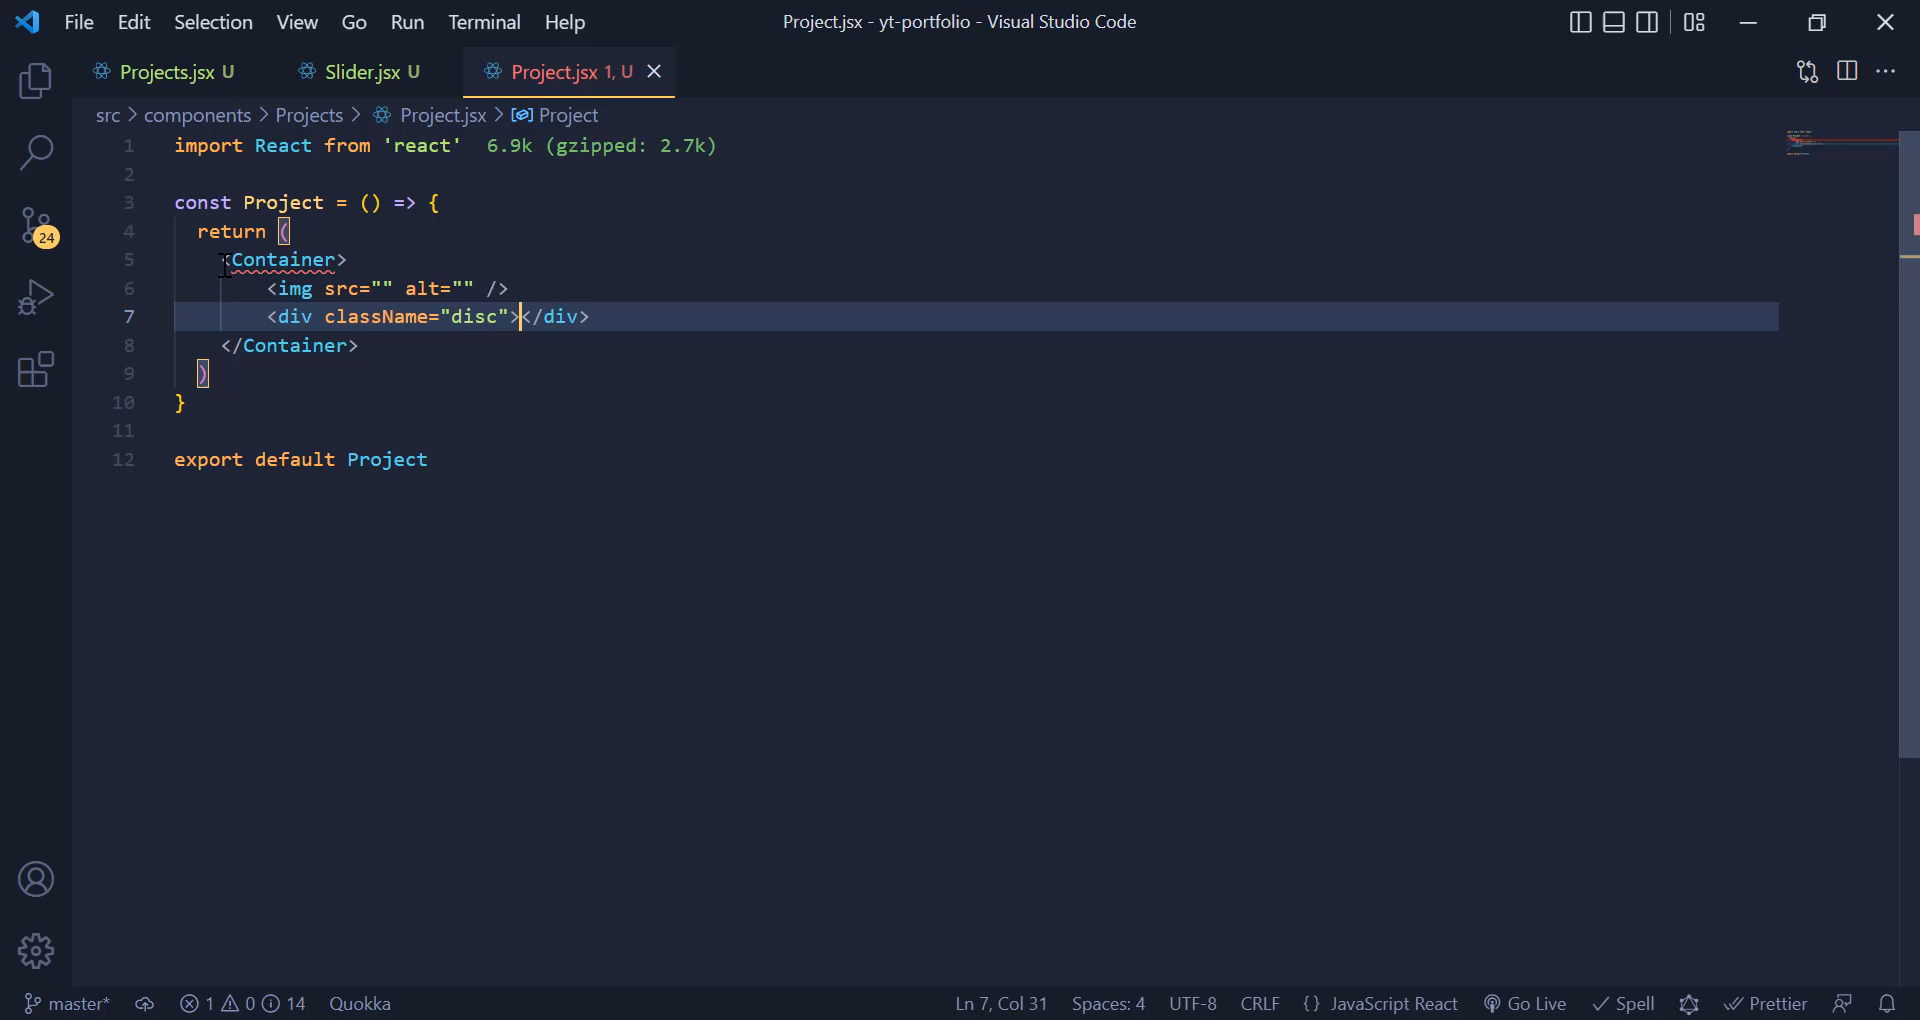 File Edit Selection View Go Run Terminal Help
Project.jsx - yt-portfolio - Visual Studio Code
Projects.jsx U
Slider.jsx U
Project.jsx 1, U
src > components > Projects > Project.jsx > Project
1 import React from 'react' 6.9k (gzipped: 2.7k)
2
3 const Project = () => {
4 return (
5 <Container>
6 <img src="" alt="" />
7 <div className="disc"></div>
8 </Container>
9 )
10 }
11
12 export default Project
24
master* 1 0 14 Quokka Ln 7, Col 31 Spaces: 4 UTF-8 CRLF {} JavaScript React Go Live Spell Prettier